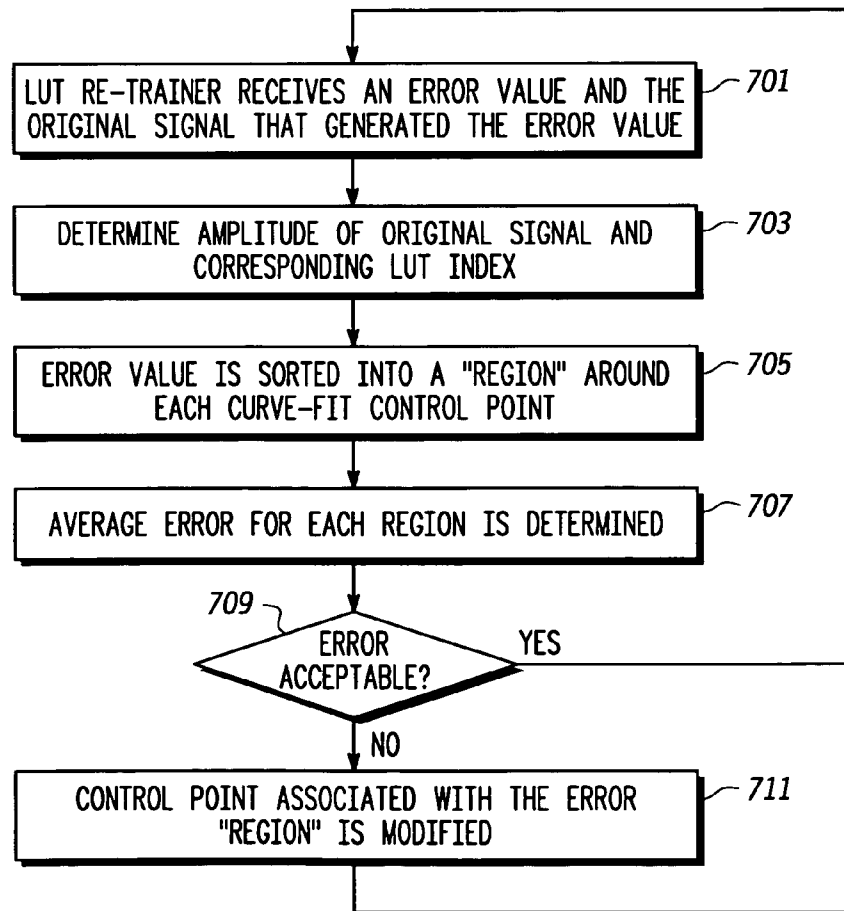 LUT RE-TRAINER RECEIVES AN ERROR VALUE AND THE
ORIGINAL SIGNAL THAT GENERATED THE ERROR VALUE
701
DETERMINE AMPLITUDE OF ORIGINAL SIGNAL AND
CORRESPONDING LUT INDEX
703
ERROR VALUE IS SORTED INTO A "REGION" AROUND
EACH CURVE-FIT CONTROL POINT
705
AVERAGE ERROR FOR EACH REGION IS DETERMINED
707
709
ERROR
ACCEPTABLE?
YES
NO
CONTROL POINT ASSOCIATED WITH THE ERROR
"REGION" IS MODIFIED
711